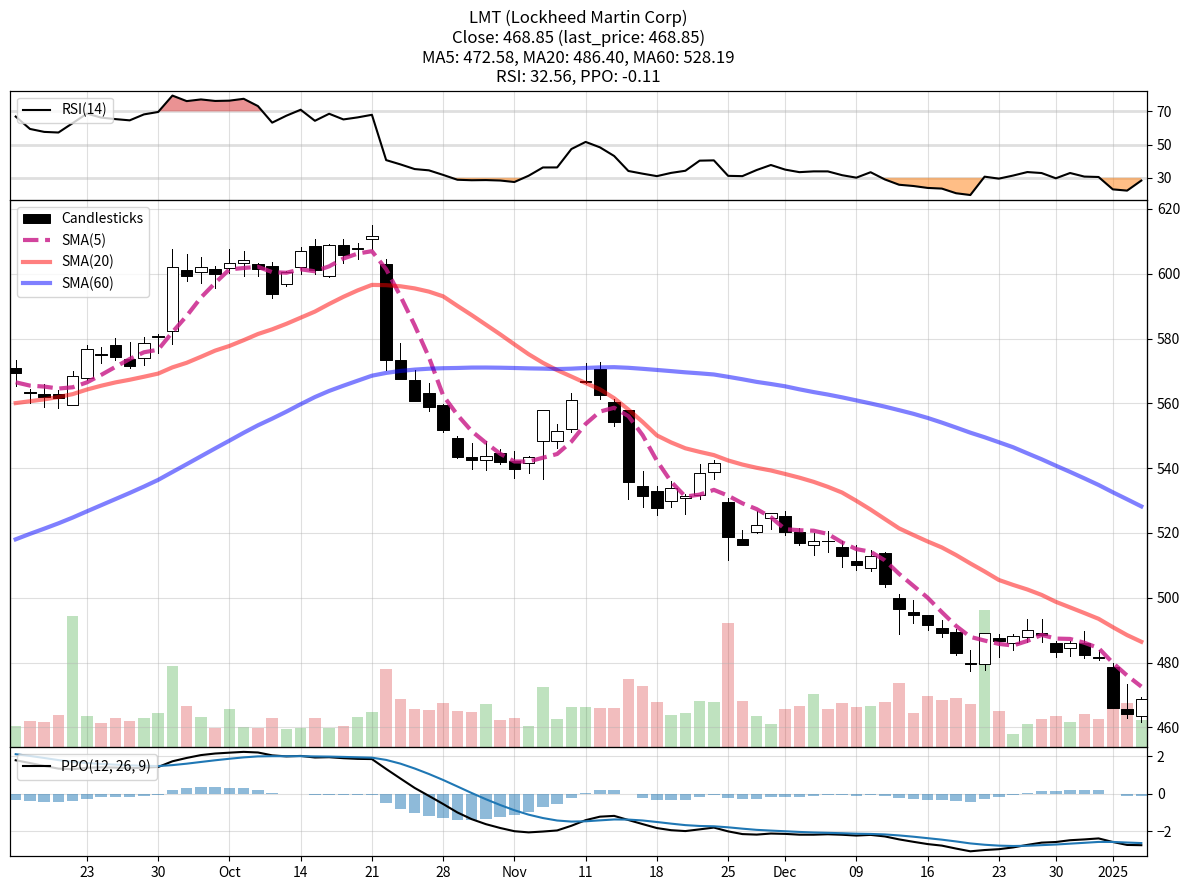 LMT (Lockheed Martin Corp)
Close: 468.85 (last_price: 468.85)
MA5: 472.58, MA20: 486.40, MA60: 528.19
RSI: 32.56, PPO: -0.11
RSI(14)
70
50
30
Candlesticks
SMA(5)
SMA(20)
SMA(60)
620
600
580
560
540
520
500
480
460
PPO(12, 26, 9)
2
0
−2
23 30 Oct 14 21 28 Nov 11 18 25 Dec 09 16 23 30 2025